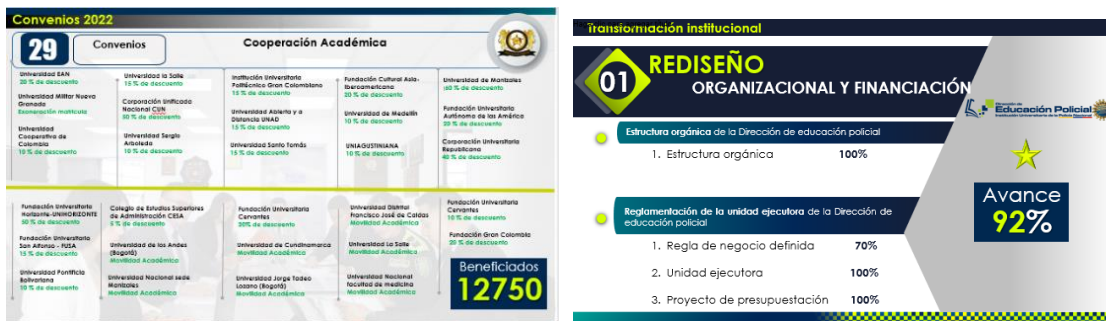 Convenios 2022
29
Convenios
Cooperación Académica
Universidad EAN
20 % de descuento
Universidad Militar Nueva
Granada
Exoneración matrícula
Universidad
Cooperativa de
Colombia
10 % de descuento
Universidad la Salle
15 % de descuento
Corporación Unificada
Nacional CUN
50 % de descuento
Universidad Sergio
Arboleda
10 % de descuento
Institución Universitaria
Politécnico Gran Colombiano
15 % de descuento
Universidad Abierta y a
Distancia UNAD
15 % de descuento
Universidad Santo Tomás
15 % de descuento
Fundación Cultural Asia-
Iberoamericana
20 % de descuento
Universidad de Medellín
10 % de descuento
UNIAGUSTINIANA
10 % de descuento
Universidad de Manizales
10 % de descuento
Fundación Universitaria
Autónoma de las América
20 % de descuento
Corporación Universitaria
Republicana
40 % de descuento
Fundación Universitaria
Horizonte-UNIHORIZONTE
50 % de descuento
Fundación Universitaria
San Alfonso - FUSA
15 % de descuento
Universidad Pontificia
Bolivariana
10 % de descuento
Colegio de Estudios Superiores
de Administración CESA
5 % de descuento
Universidad de los Andes
(Bogotá)
Movilidad Académica
Universidad Nacional sede
Manizales
Movilidad Académica
Fundación Universitaria
Cervantes
30% de descuento
Universidad de Cundinamarca
Movilidad Académica
Universidad Jorge Tadeo
Lozano (Bogotá)
Movilidad Académica
Universidad Distrital
Francisco José de Caldas
Movilidad Académica
Universidad La Salle
Movilidad Académica
Universidad Nacional
facultad de medicina
Movilidad Académica
Fundación Universitaria
Cervantes
10 % de descuento
Fundación Gran Colombia
20 % de descuento
Beneficiados
12750
Transformación institucional
01
REDISEÑO
ORGANIZACIONAL Y FINANCIACIÓN
Dirección de
Educación Policial
Institución Universitaria de la Policía Nacional
Estructura orgánica de la Dirección de educación policial
1. Estructura orgánica 100%
Reglamentación de la unidad ejecutora de la Dirección de
educación policial
1. Regla de negocio definida 70%
2. Unidad ejecutora 100%
3. Proyecto de presupuestación 100%
Avance
92%